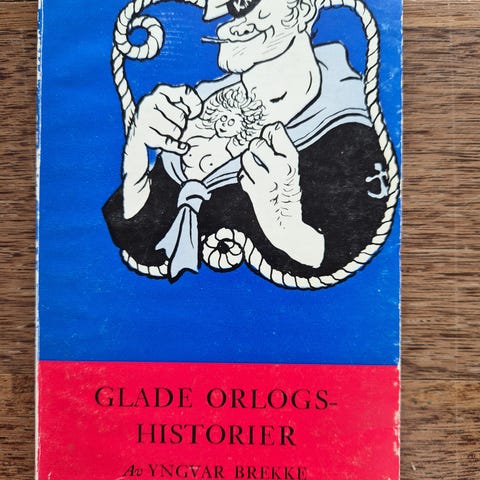 GLADE ORLOGS-
HISTORIER
Av YNGVAR BREKKE